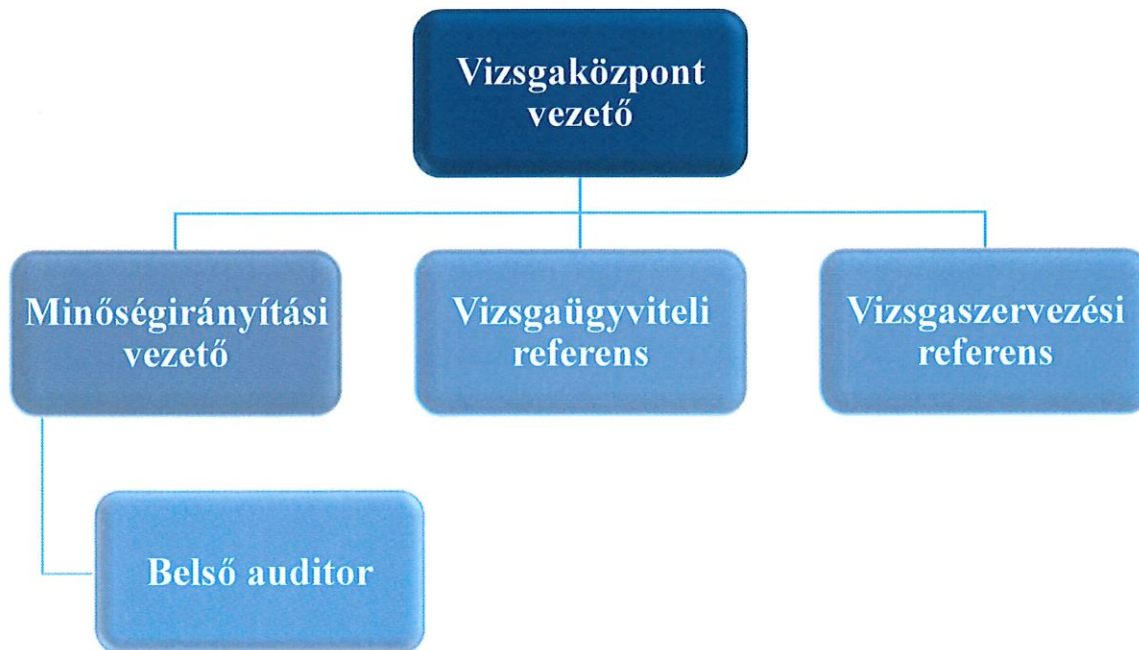 Vizsgaközpont
vezető
Minőségirányítási
vezető
Vizsgaügyviteli
referens
Vizsgaszervezési
referens
Belső auditor